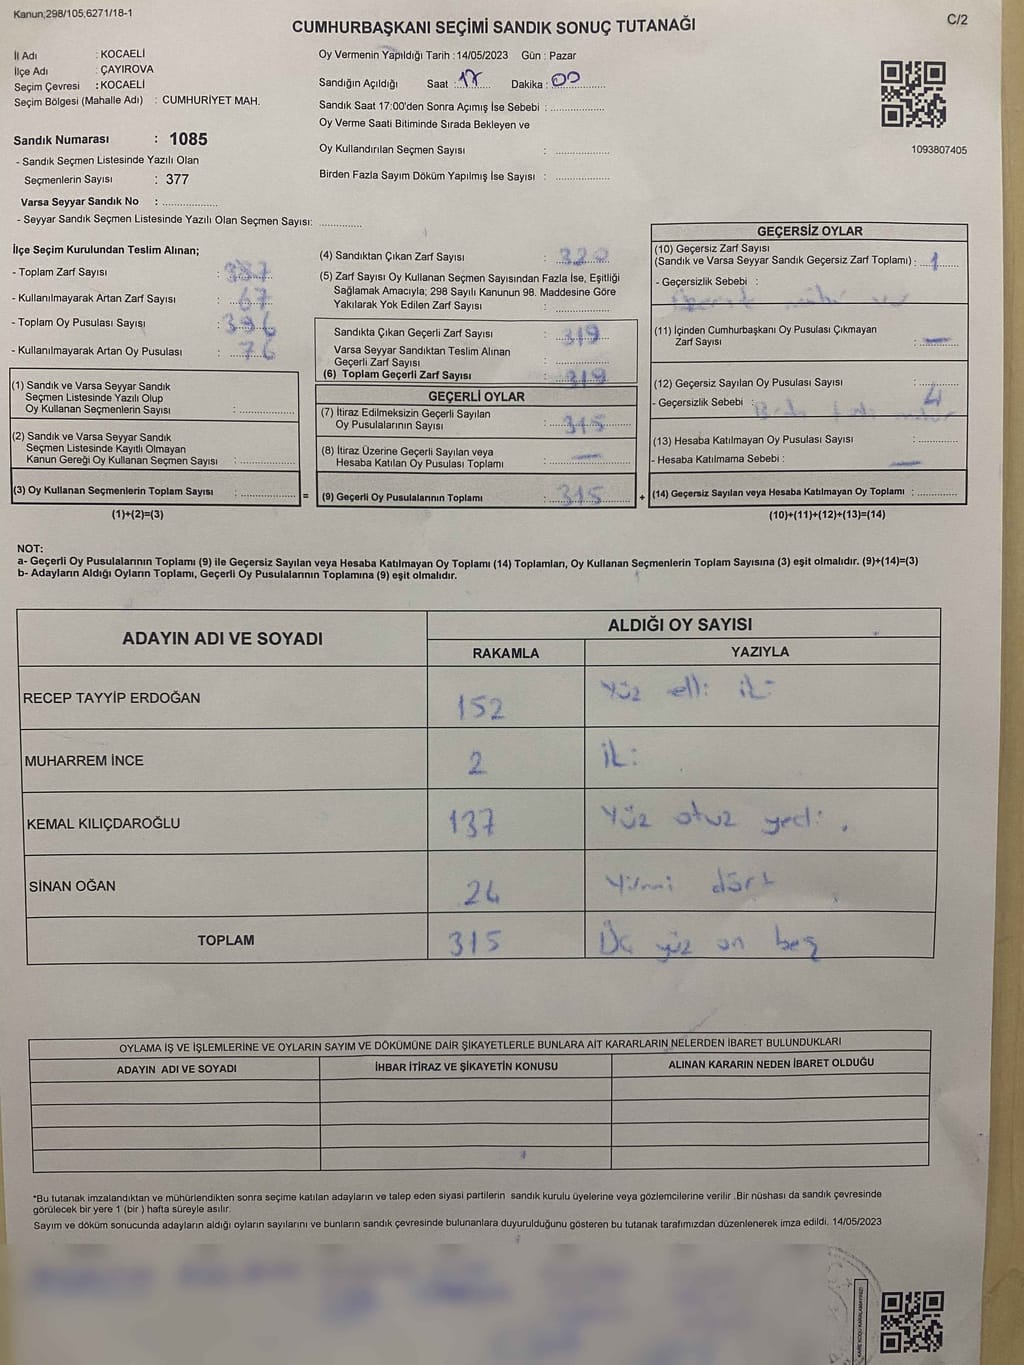 Kanun;298/105;6271/18-1
CUMHURBAŞKANI SEÇİMİ SANDIK SONUÇ TUTANAĞI
C/2
İl Adı : KOCAELİ
İlçe Adı : ÇAYIROVA
Seçim Çevresi : KOCAELİ
Seçim Bölgesi (Mahalle Adı) : CUMHURİYET MAH.
Sandık Numarası : 1085
- Sandık Seçmen Listesinde Yazılı Olan
Seçmenlerin Sayısı : 377
Varsa Seyyar Sandık No : ....................
- Seyyar Sandık Seçmen Listesinde Yazılı Olan Seçmen Sayısı: ...............
Oy Vermenin Yapıldığı Tarih : 14/05/2023 Gün : Pazar
Sandığın Açıldığı Saat : 17 Dakika : 00
Sandık Saat 17:00'den Sonra Açımış İse Sebebi : ...................
Oy Verme Saati Bitiminde Sırada Bekleyen ve
Oy Kullandırılan Seçmen Sayısı : ...................
Birden Fazla Sayım Döküm Yapılmış İse Sayısı : ...................
1093807405
İlçe Seçim Kurulundan Teslim Alınan;
- Toplam Zarf Sayısı : 387
- Kullanılmayarak Artan Zarf Sayısı : 67
- Toplam Oy Pusulası Sayısı : 396
- Kullanılmayarak Artan Oy Pusulası : 76
(1) Sandık ve Varsa Seyyar Sandık
Seçmen Listesinde Yazılı Olup
Oy Kullanan Seçmenlerin Sayısı : ...................
(2) Sandık ve Varsa Seyyar Sandık
Seçmen Listesinde Kayıtlı Olmayan
Kanun Gereği Oy Kullanan Seçmen Sayısı : ...................
(3) Oy Kullanan Seçmenlerin Toplam Sayısı : ................... =
(1)+(2)=(3)
(4) Sandıktan Çıkan Zarf Sayısı : 320
(5) Zarf Sayısı Oy Kullanan Seçmen Sayısından Fazla İse, Eşitliği
Sağlamak Amacıyla; 298 Sayılı Kanunun 98. Maddesine Göre
Yakılarak Yok Edilen Zarf Sayısı : ...................
Sandıkta Çıkan Geçerli Zarf Sayısı : 319
Varsa Seyyar Sandıktan Teslim Alınan
Geçerli Zarf Sayısı : ...................
(6) Toplam Geçerli Zarf Sayısı : 319
GEÇERLİ OYLAR
(7) İtiraz Edilmeksizin Geçerli Sayılan
Oy Pusulalarının Sayısı : 315
(8) İtiraz Üzerine Geçerli Sayılan veya
Hesaba Katılan Oy Pusulası Toplamı : —
(9) Geçerli Oy Pusulalarının Toplamı : 315 +
GEÇERSİZ OYLAR
(10) Geçersiz Zarf Sayısı
(Sandık ve Varsa Seyyar Sandık Geçersiz Zarf Toplamı) : 1
- Geçersizlik Sebebi :
(11) İçinden Cumhurbaşkanı Oy Pusulası Çıkmayan
Zarf Sayısı : —
(12) Geçersiz Sayılan Oy Pusulası Sayısı : 4
- Geçersizlik Sebebi :
(13) Hesaba Katılmayan Oy Pusulası Sayısı : ...............
- Hesaba Katılmama Sebebi : —
(14) Geçersiz Sayılan veya Hesaba Katılmayan Oy Toplamı : ...............
(10)+(11)+(12)+(13)=(14)
NOT:
a- Geçerli Oy Pusulalarının Toplamı (9) ile Geçersiz Sayılan veya Hesaba Katılmayan Oy Toplamı (14) Toplamları, Oy Kullanan Seçmenlerin Toplam Sayısına (3) eşit olmalıdır. (9)+(14)=(3)
b- Adayların Aldığı Oyların Toplamı, Geçerli Oy Pusulalarının Toplamına (9) eşit olmalıdır.
ADAYIN ADI VE SOYADI ALDIĞI OY SAYISI
RAKAMLA YAZIYLA
RECEP TAYYİP ERDOĞAN 152 Yüz elli iki
MUHARREM İNCE 2 iki
KEMAL KILIÇDAROĞLU 137 Yüz otuz yedi
SİNAN OĞAN 24 Yirmi dört
TOPLAM 315 Üç yüz on beş
OYLAMA İŞ VE İŞLEMLERİNE VE OYLARIN SAYIM VE DÖKÜMÜNE DAİR ŞİKAYETLERLE BUNLARA AİT KARARLARIN NELERDEN İBARET BULUNDUKLARI
ADAYIN ADI VE SOYADI İHBAR İTİRAZ VE ŞİKAYETİN KONUSU ALINAN KARARIN NEDEN İBARET OLDUĞU
*Bu tutanak imzalandıktan ve mühürlendikten sonra seçime katılan adayların ve talep eden siyasi partilerin sandık kurulu üyelerine veya gözlemcilerine verilir .Bir nüshası da sandık çevresinde
görülecek bir yere 1 (bir ) hafta süreyle asılır.
Sayım ve döküm sonucunda adayların aldığı oyların sayılarını ve bunların sandık çevresinde bulunanlara duyurulduğunu gösteren bu tutanak tarafımızdan düzenlenerek imza edildi. 14/05/2023